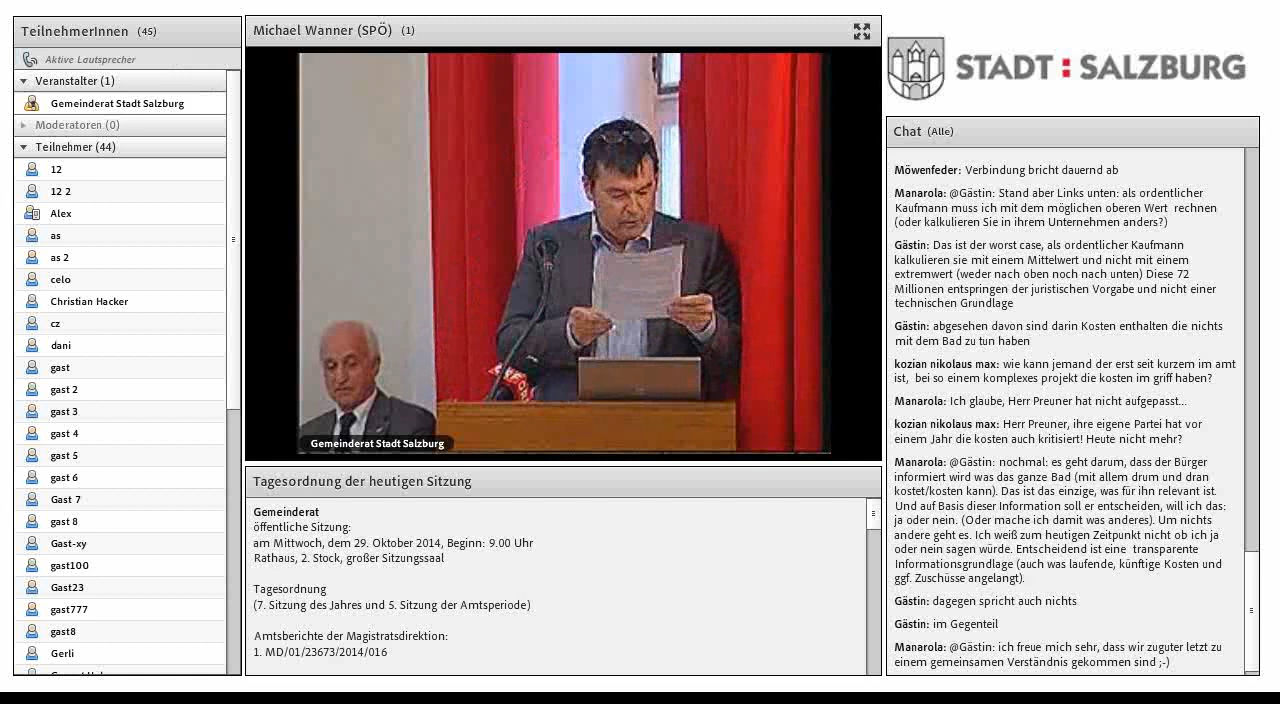 TeilnehmerInnen (45)
Aktive Lautsprecher
Veranstalter (1)
Gemeinderat Stadt Salzburg
Moderatoren (0)
Teilnehmer (44)
12
12 2
Alex
as
as 2
celo
Christian Hacker
cz
dani
gast
gast 2
gast 3
gast 4
gast 5
gast 6
Gast 7
gast 8
Gast-xy
gast100
Gast23
gast777
gast8
Gerli
Michael Wanner (SPÖ) (1)
Gemeinderat Stadt Salzburg
Tagesordnung der heutigen Sitzung
Gemeinderat
öffentliche Sitzung:
am Mittwoch, dem 29. Oktober 2014, Beginn: 9.00 Uhr
Rathaus, 2. Stock, großer Sitzungssaal
Tagesordnung
(7. Sitzung des Jahres und 5. Sitzung der Amtsperiode)
Amtsberichte der Magistratsdirektion:
1. MD/01/23673/2014/016
STADT : SALZBURG
Chat (Alle)
Möwenfeder: Verbindung bricht dauernd ab
Manarola: @Gästin: Stand aber Links unten: als ordentlicher
Kaufmann muss ich mit dem möglichen oberen Wert rechnen
(oder kalkulieren Sie in ihrem Unternehmen anders?)
Gästin: Das ist der worst case, als ordentlicher Kaufmann
kalkulieren sie mit einem Mittelwert und nicht mit einem
extremwert (weder nach oben noch nach unten) Diese 72
Millionen entspringen der juristischen Vorgabe und nicht einer
technischen Grundlage
Gästin: abgesehen davon sind darin Kosten enthalten die nichts
mit dem Bad zu tun haben
kozian nikolaus max: wie kann jemand der erst seit kurzem im amt
ist, bei so einem komplexes projekt die kosten im griff haben?
Manarola: Ich glaube, Herr Preuner hat nicht aufgepasst...
kozian nikolaus max: Herr Preuner, ihre eigene Partei hat vor
einem Jahr die kosten auch kritisiert! Heute nicht mehr?
Manarola: @Gästin: nochmal: es geht darum, dass der Bürger
informiert wird was das ganze Bad (mit allem drum und dran
kostet/kosten kann). Das ist das einzige, was für ihn relevant ist.
Und auf Basis dieser Information soll er entscheiden, will ich das:
ja oder nein. (Oder mache ich damit was anderes). Um nichts
andere geht es. Ich weiß zum heutigen Zeitpunkt nicht ob ich ja
oder nein sagen würde. Entscheidend ist eine transparente
Informationsgrundlage (auch was laufende, künftige Kosten und
ggf. Zuschüsse angelangt).
Gästin: dagegen spricht auch nichts
Gästin: im Gegenteil
Manarola: @Gästin: ich freue mich sehr, dass wir zuguter letzt zu
einem gemeinsamen Verständnis gekommen sind ;-)